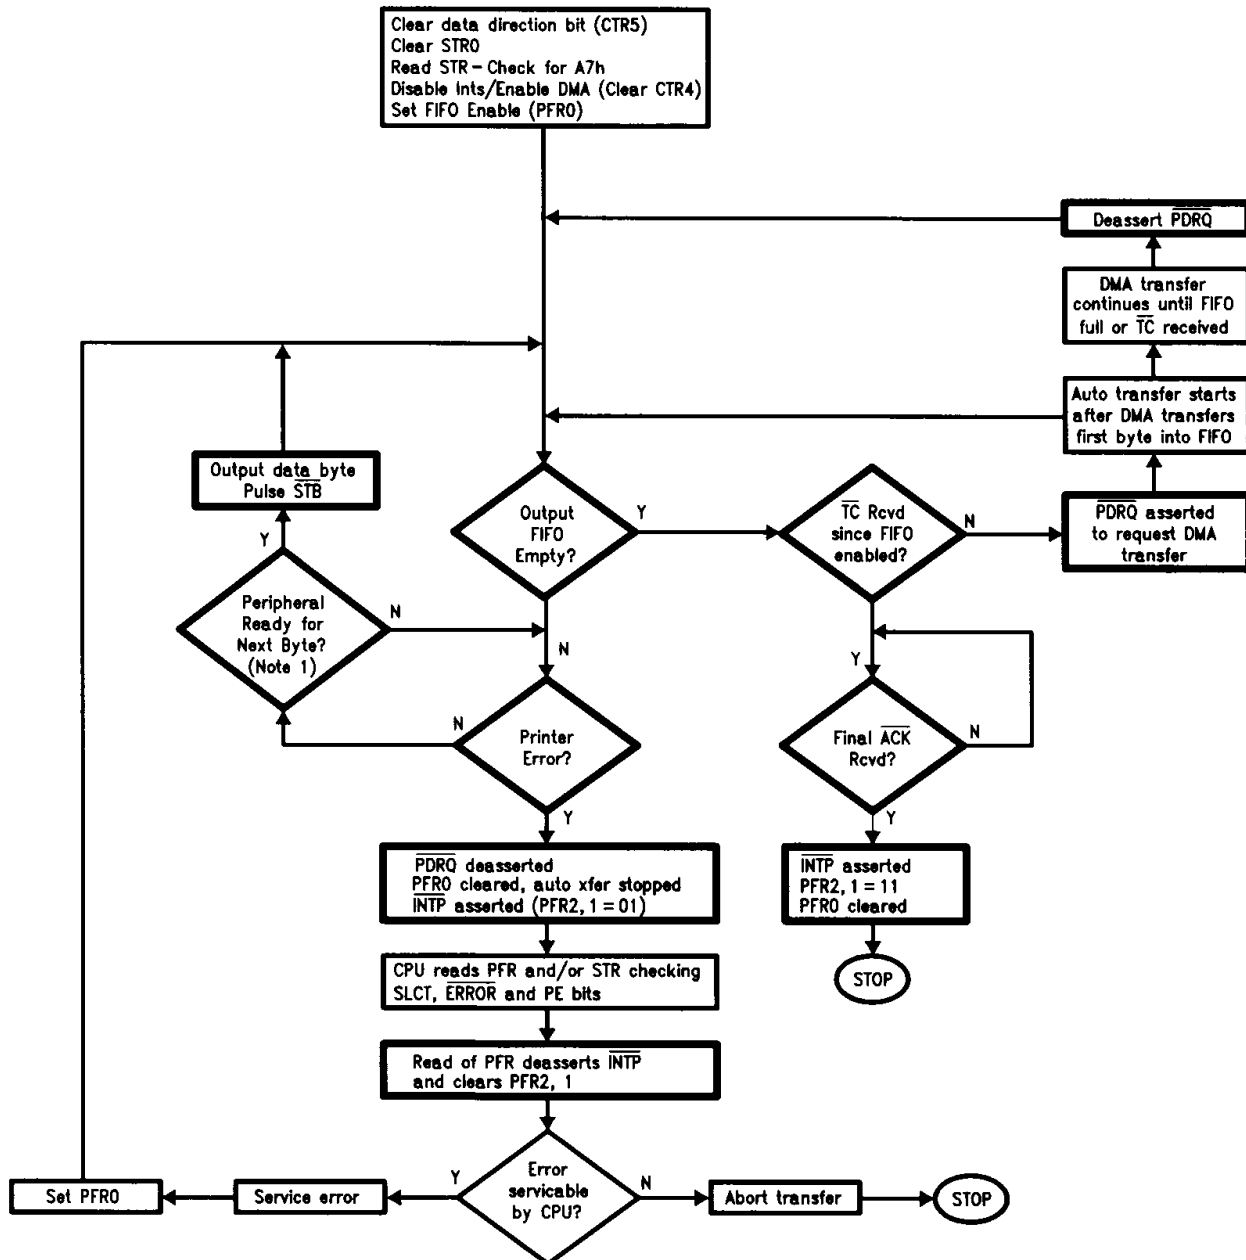 Clear data direction bit (CTR5)
Clear STR0
Read STR – Check for A7h
Disable Ints/Enable DMA (Clear CTR4)
Set FIFO Enable (PFR0)
Deassert PDRQ
DMA transfer
continues until FIFO
full or TC received
Auto transfer starts
after DMA transfers
first byte into FIFO
Output data byte
Pulse STB
Y
Output
FIFO
Empty?
Y
TC Rcvd
since FIFO
enabled?
N
PDRQ asserted
to request DMA
transfer
Peripheral
Ready for
Next Byte?
(Note 1)
N
N
Y
N
Printer
Error?
Y
Final ACK
Rcvd?
N
Y
PDRQ deasserted
PFR0 cleared, auto xfer stopped
INTP asserted (PFR2, 1 = 01)
INTP asserted
PFR2, 1 = 11
PFR0 cleared
CPU reads PFR and/or STR checking
SLCT, ERROR and PE bits
STOP
Read of PFR deasserts INTP
and clears PFR2, 1
Set PFR0
Service error
Y
Error
servicable
by CPU?
N
Abort transfer
STOP